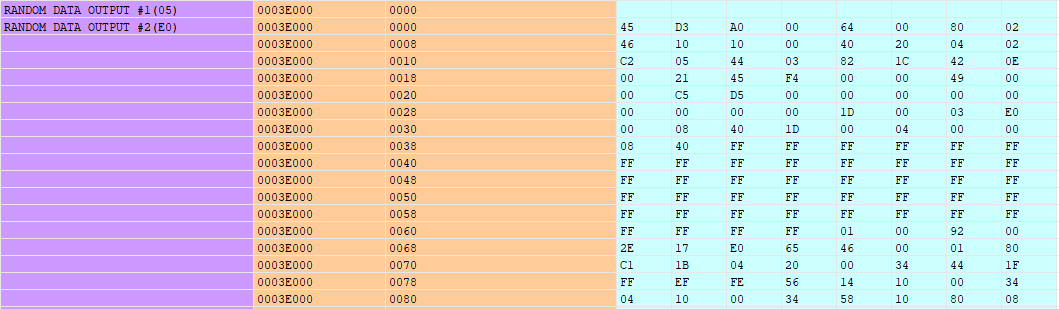 RANDOM DATA OUTPUT #1(05) 0003E000 0000
RANDOM DATA OUTPUT #2(E0) 0003E000 0000 45 D3 A0 00 64 00 80 02
0003E000 0008 46 10 10 00 40 20 04 02
0003E000 0010 C2 05 44 03 82 1C 42 0E
0003E000 0018 00 21 45 F4 00 00 49 00
0003E000 0020 00 C5 D5 00 00 00 00 00
0003E000 0028 00 00 00 00 1D 00 03 E0
0003E000 0030 00 08 40 1D 00 04 00 00
0003E000 0038 08 40 FF FF FF FF FF FF
0003E000 0040 FF FF FF FF FF FF FF FF
0003E000 0048 FF FF FF FF FF FF FF FF
0003E000 0050 FF FF FF FF FF FF FF FF
0003E000 0058 FF FF FF FF FF FF FF FF
0003E000 0060 FF FF FF FF 01 00 92 00
0003E000 0068 2E 17 E0 65 46 00 01 80
0003E000 0070 C1 1B 04 20 00 34 44 1F
0003E000 0078 FF EF FE 56 14 10 00 34
0003E000 0080 04 10 00 34 58 10 80 08